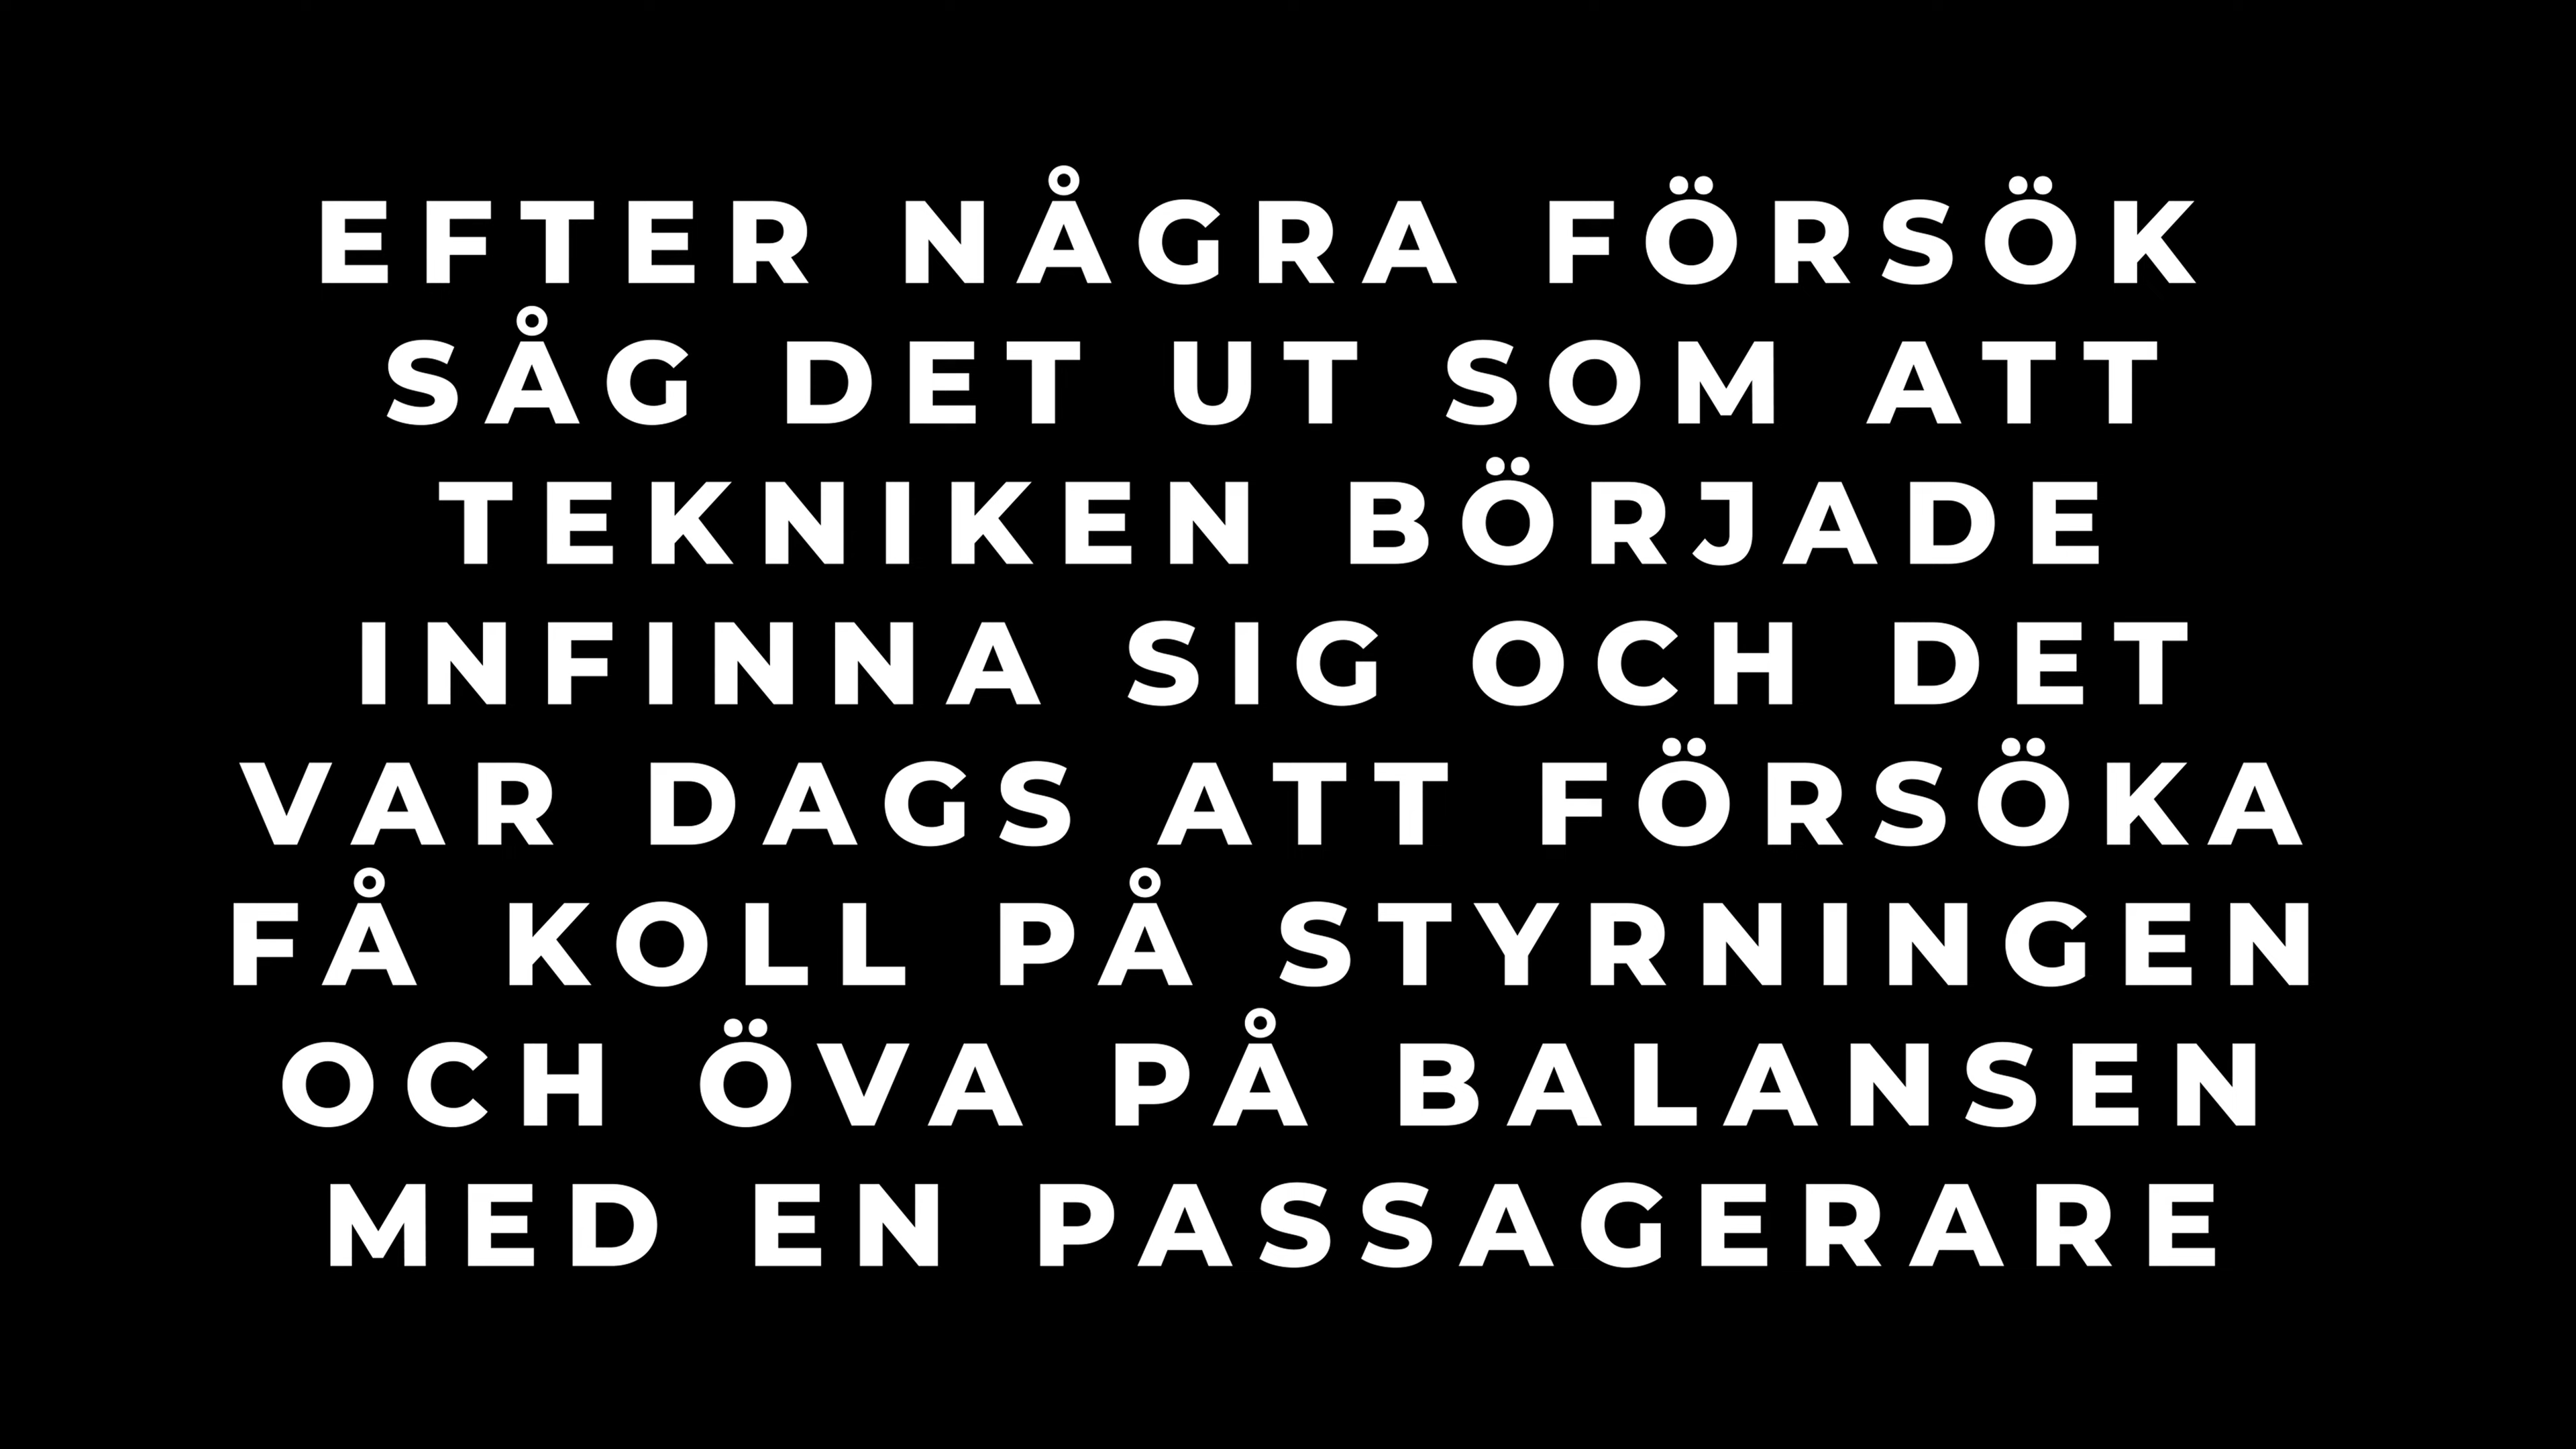 EFTER NÅGRA FÖRSÖK
SÅG DET UT SOM ATT
TEKNIKEN BÖRJADE
INFINNA SIG OCH DET
VAR DAGS ATT FÖRSÖKA
FÅ KOLL PÅ STYRNINGEN
OCH ÖVA PÅ BALANSEN
MED EN PASSAGERARE